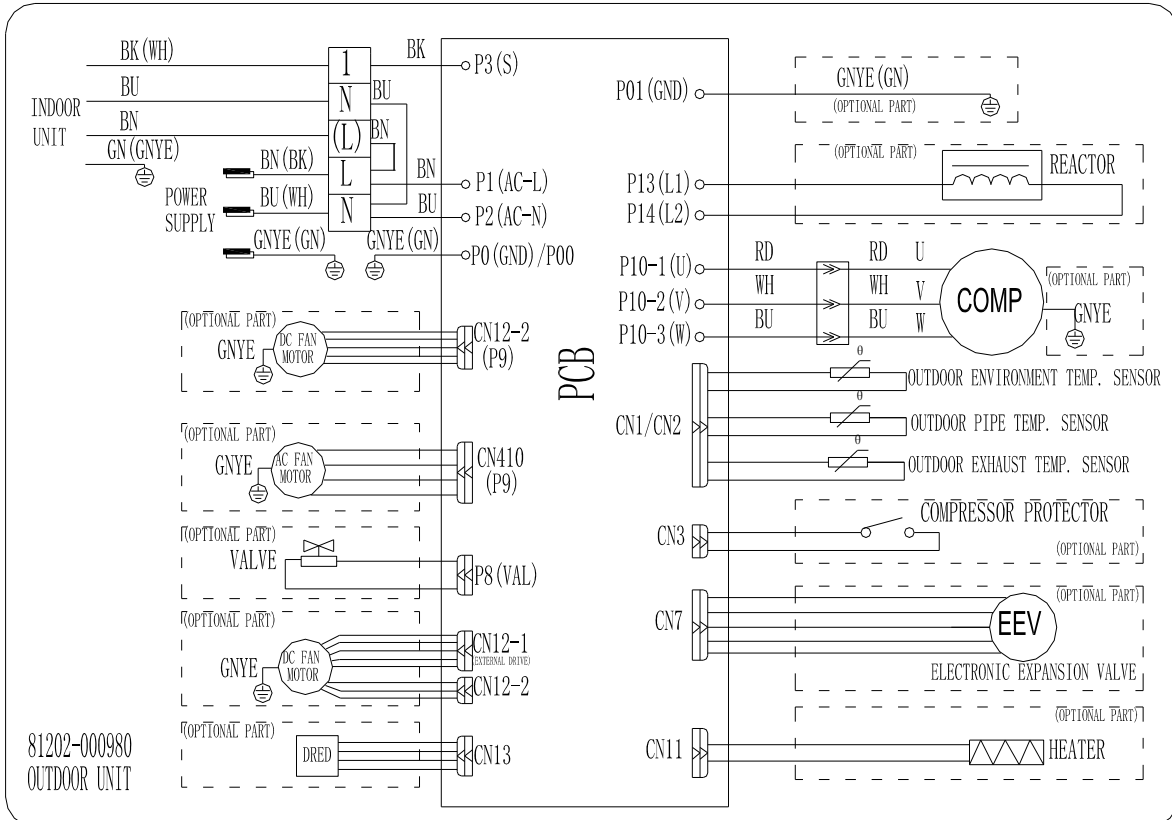 BK(WH)
BU
BN
GN(GNYE)
INDOOR
UNIT
1
N
(L)
L
N
BK
BU
BN
BN
BU
P3(S)
P1(AC-L)
P2(AC-N)
P0(GND)/P00
BN(BK)
BU(WH)
POWER
SUPPLY
GNYE(GN)
GNYE(GN)
(OPTIONAL PART)
GNYE
DC FAN
MOTOR
CN12-2
(P9)
(OPTIONAL PART)
GNYE
AC FAN
MOTOR
CN410
(P9)
(OPTIONAL PART)
VALVE
P8(VAL)
(OPTIONAL PART)
GNYE
DC FAN
MOTOR
CN12-1
(EXTERNAL DRIVE)
CN12-2
(OPTIONAL PART)
DRED
CN13
81202-000980
OUTDOOR UNIT
PCB
P01(GND)
GNYE(GN)
(OPTIONAL PART)
(OPTIONAL PART)
REACTOR
P13(L1)
P14(L2)
P10-1(U)
P10-2(V)
P10-3(W)
RD
WH
BU
RD
WH
BU
U
V
W
COMP
(OPTIONAL PART)
GNYE
CN1/CN2
θ
OUTDOOR ENVIRONMENT TEMP. SENSOR
θ
OUTDOOR PIPE TEMP. SENSOR
θ
OUTDOOR EXHAUST TEMP. SENSOR
CN3
COMPRESSOR PROTECTOR
(OPTIONAL PART)
CN7
(OPTIONAL PART)
EEV
ELECTRONIC EXPANSION VALVE
(OPTIONAL PART)
CN11
HEATER